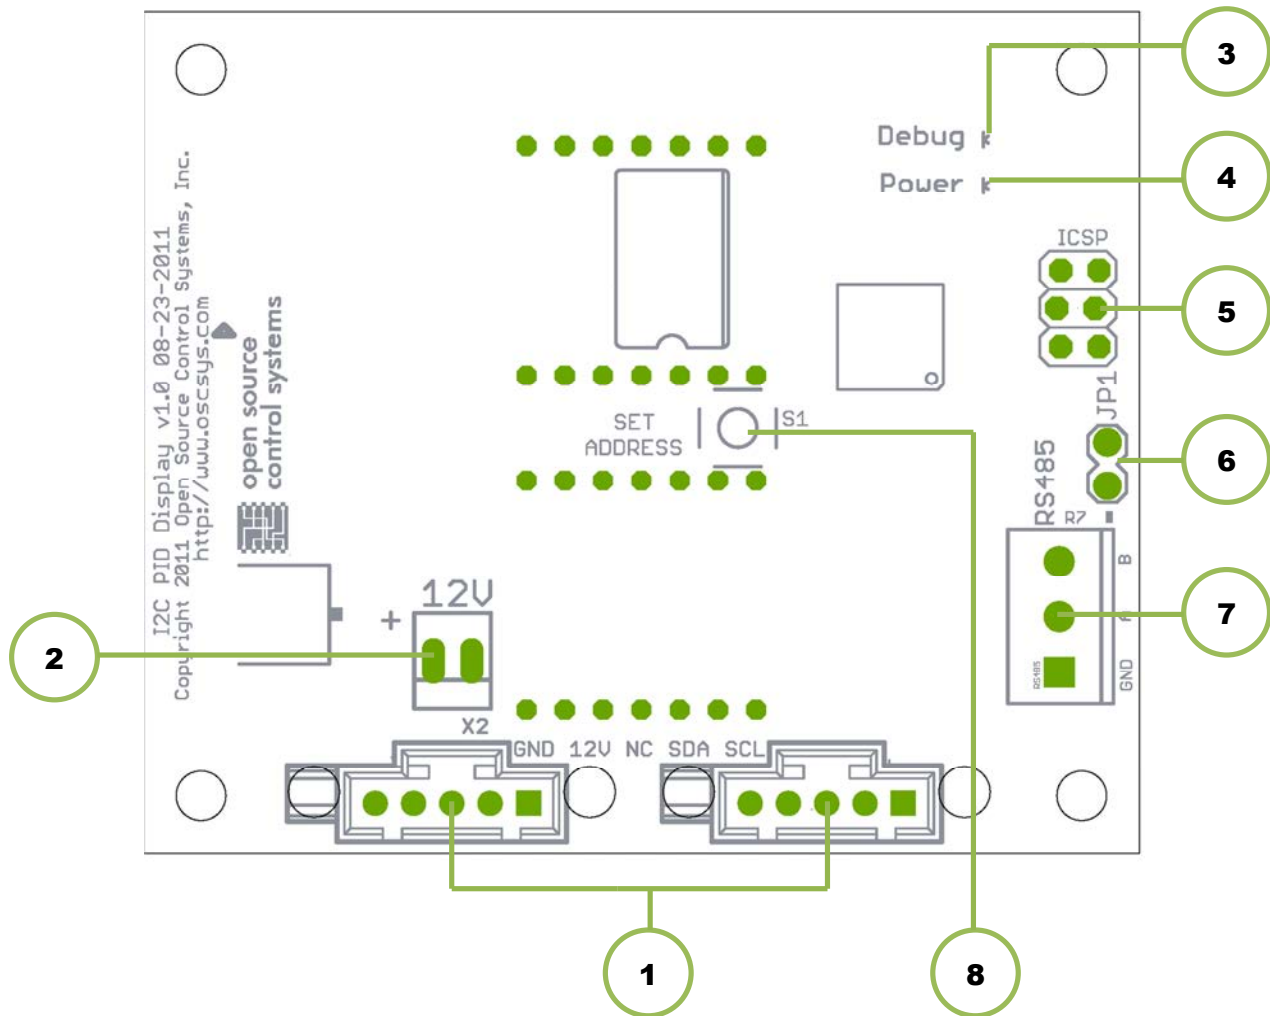 3
Debug
Power
4
ICSP
5
JP1
SET
ADDRESS
S1
6
RS485
R7
B
7
RS485
GND
I2C PID Display v1.0 08-23-2011
Copyright 2011 Open Source Control Systems, Inc.
http://www.oscsys.com
open source
control systems
12V
+
2
X2
GND 12V NC SDA SCL
1
8